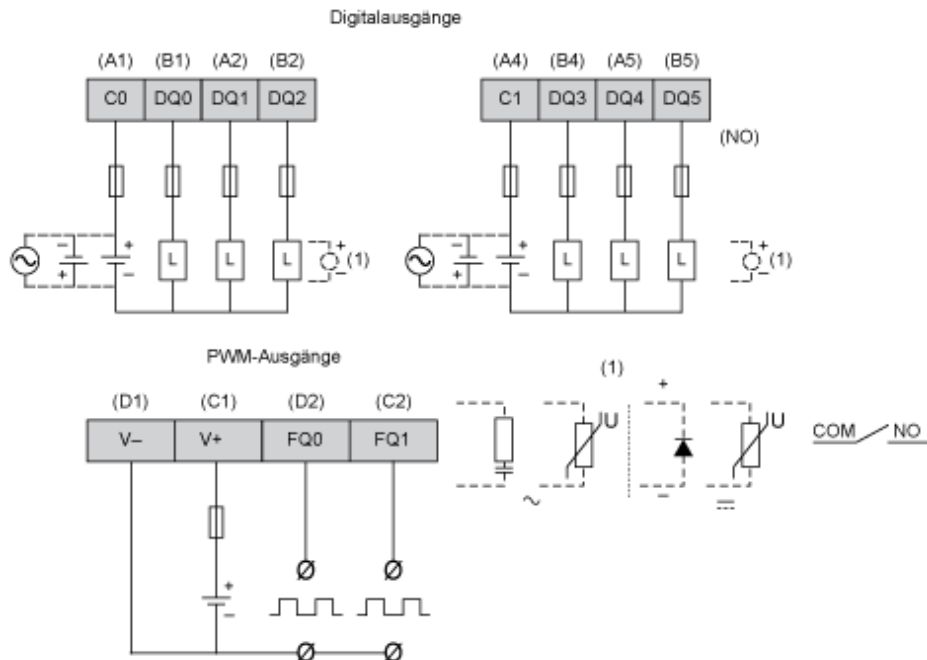 Digitalausgänge
(A1) (B1) (A2) (B2) (A4) (B4) (A5) (B5)
C0 DQ0 DQ1 DQ2 C1 DQ3 DQ4 DQ5
(NO)
− + + − L L L + − (1) − + + − L L L + − (1)
PWM-Ausgänge
(1)
(D1) (C1) (D2) (C2)
V− V+ FQ0 FQ1
U + − U
COM NO
+ −